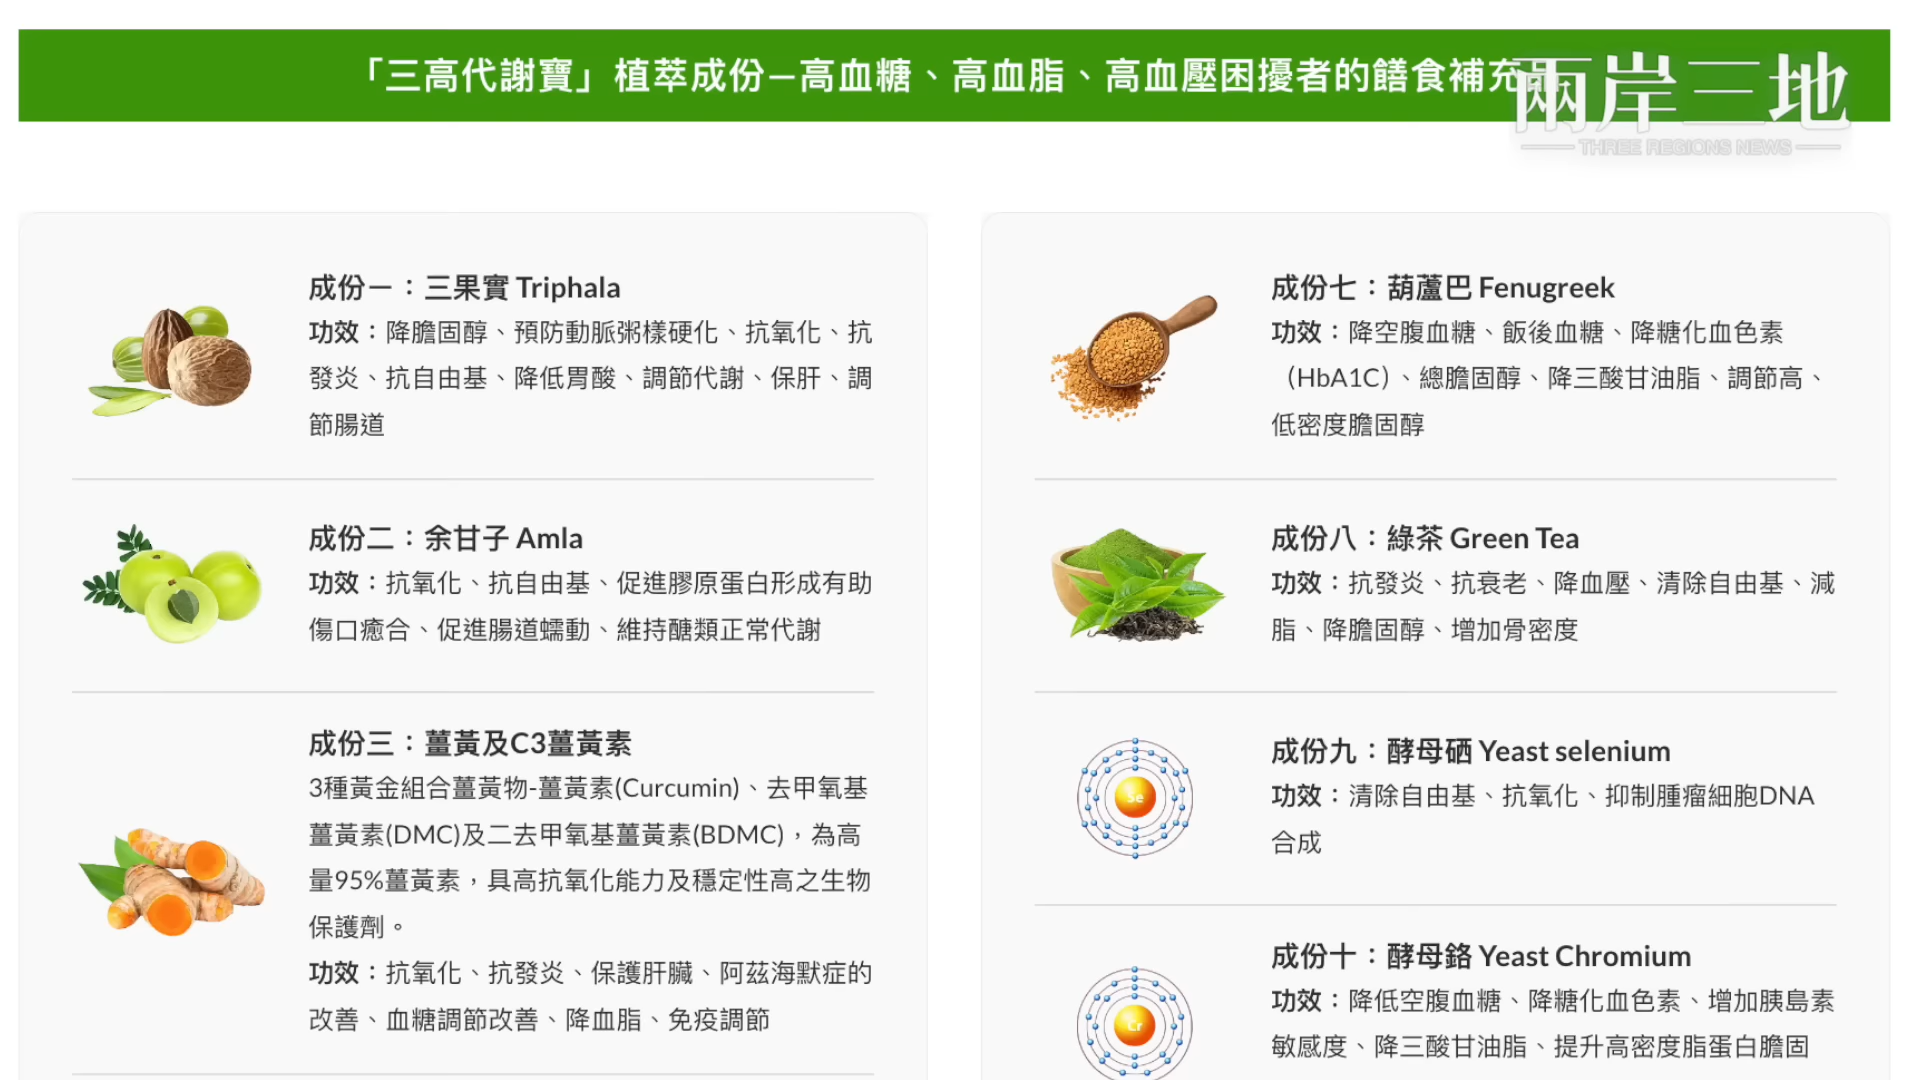 「三高代謝寶」植萃成份—高血糖、高血脂、高血壓困擾者的饍食補充品
兩岸三地
THREE REGIONS NEWS
成份一：三果實 Triphala
功效：降膽固醇、預防動脈粥樣硬化、抗氧化、抗
發炎、抗自由基、降低胃酸、調節代謝、保肝、調
節腸道
成份二：余甘子 Amla
功效：抗氧化、抗自由基、促進膠原蛋白形成有助
傷口癒合、促進腸道蠕動、維持醣類正常代謝
成份三：薑黃及C3薑黃素
3種黃金組合薑黃物-薑黃素(Curcumin)、去甲氧基
薑黃素(DMC)及二去甲氧基薑黃素(BDMC)，為高
量95%薑黃素，具高抗氧化能力及穩定性高之生物
保護劑。
功效：抗氧化、抗發炎、保護肝臟、阿茲海默症的
改善、血糖調節改善、降血脂、免疫調節
成份七：葫蘆巴 Fenugreek
功效：降空腹血糖、飯後血糖、降糖化血色素
（HbA1C）、總膽固醇、降三酸甘油脂、調節高、
低密度膽固醇
成份八：綠茶 Green Tea
功效：抗發炎、抗衰老、降血壓、清除自由基、減
脂、降膽固醇、增加骨密度
Se
成份九：酵母硒 Yeast selenium
功效：清除自由基、抗氧化、抑制腫瘤細胞DNA
合成
Cr
成份十：酵母鉻 Yeast Chromium
功效：降低空腹血糖、降糖化血色素、增加胰島素
敏感度、降三酸甘油脂、提升高密度脂蛋白膽固